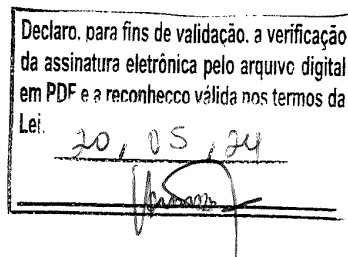 Declaro, para fins de validação, a verificação
da assinatura eletrônica pelo arquivo digital
em PDF e a reconhecco válida nos termos da
Lei.
20, 05, 24